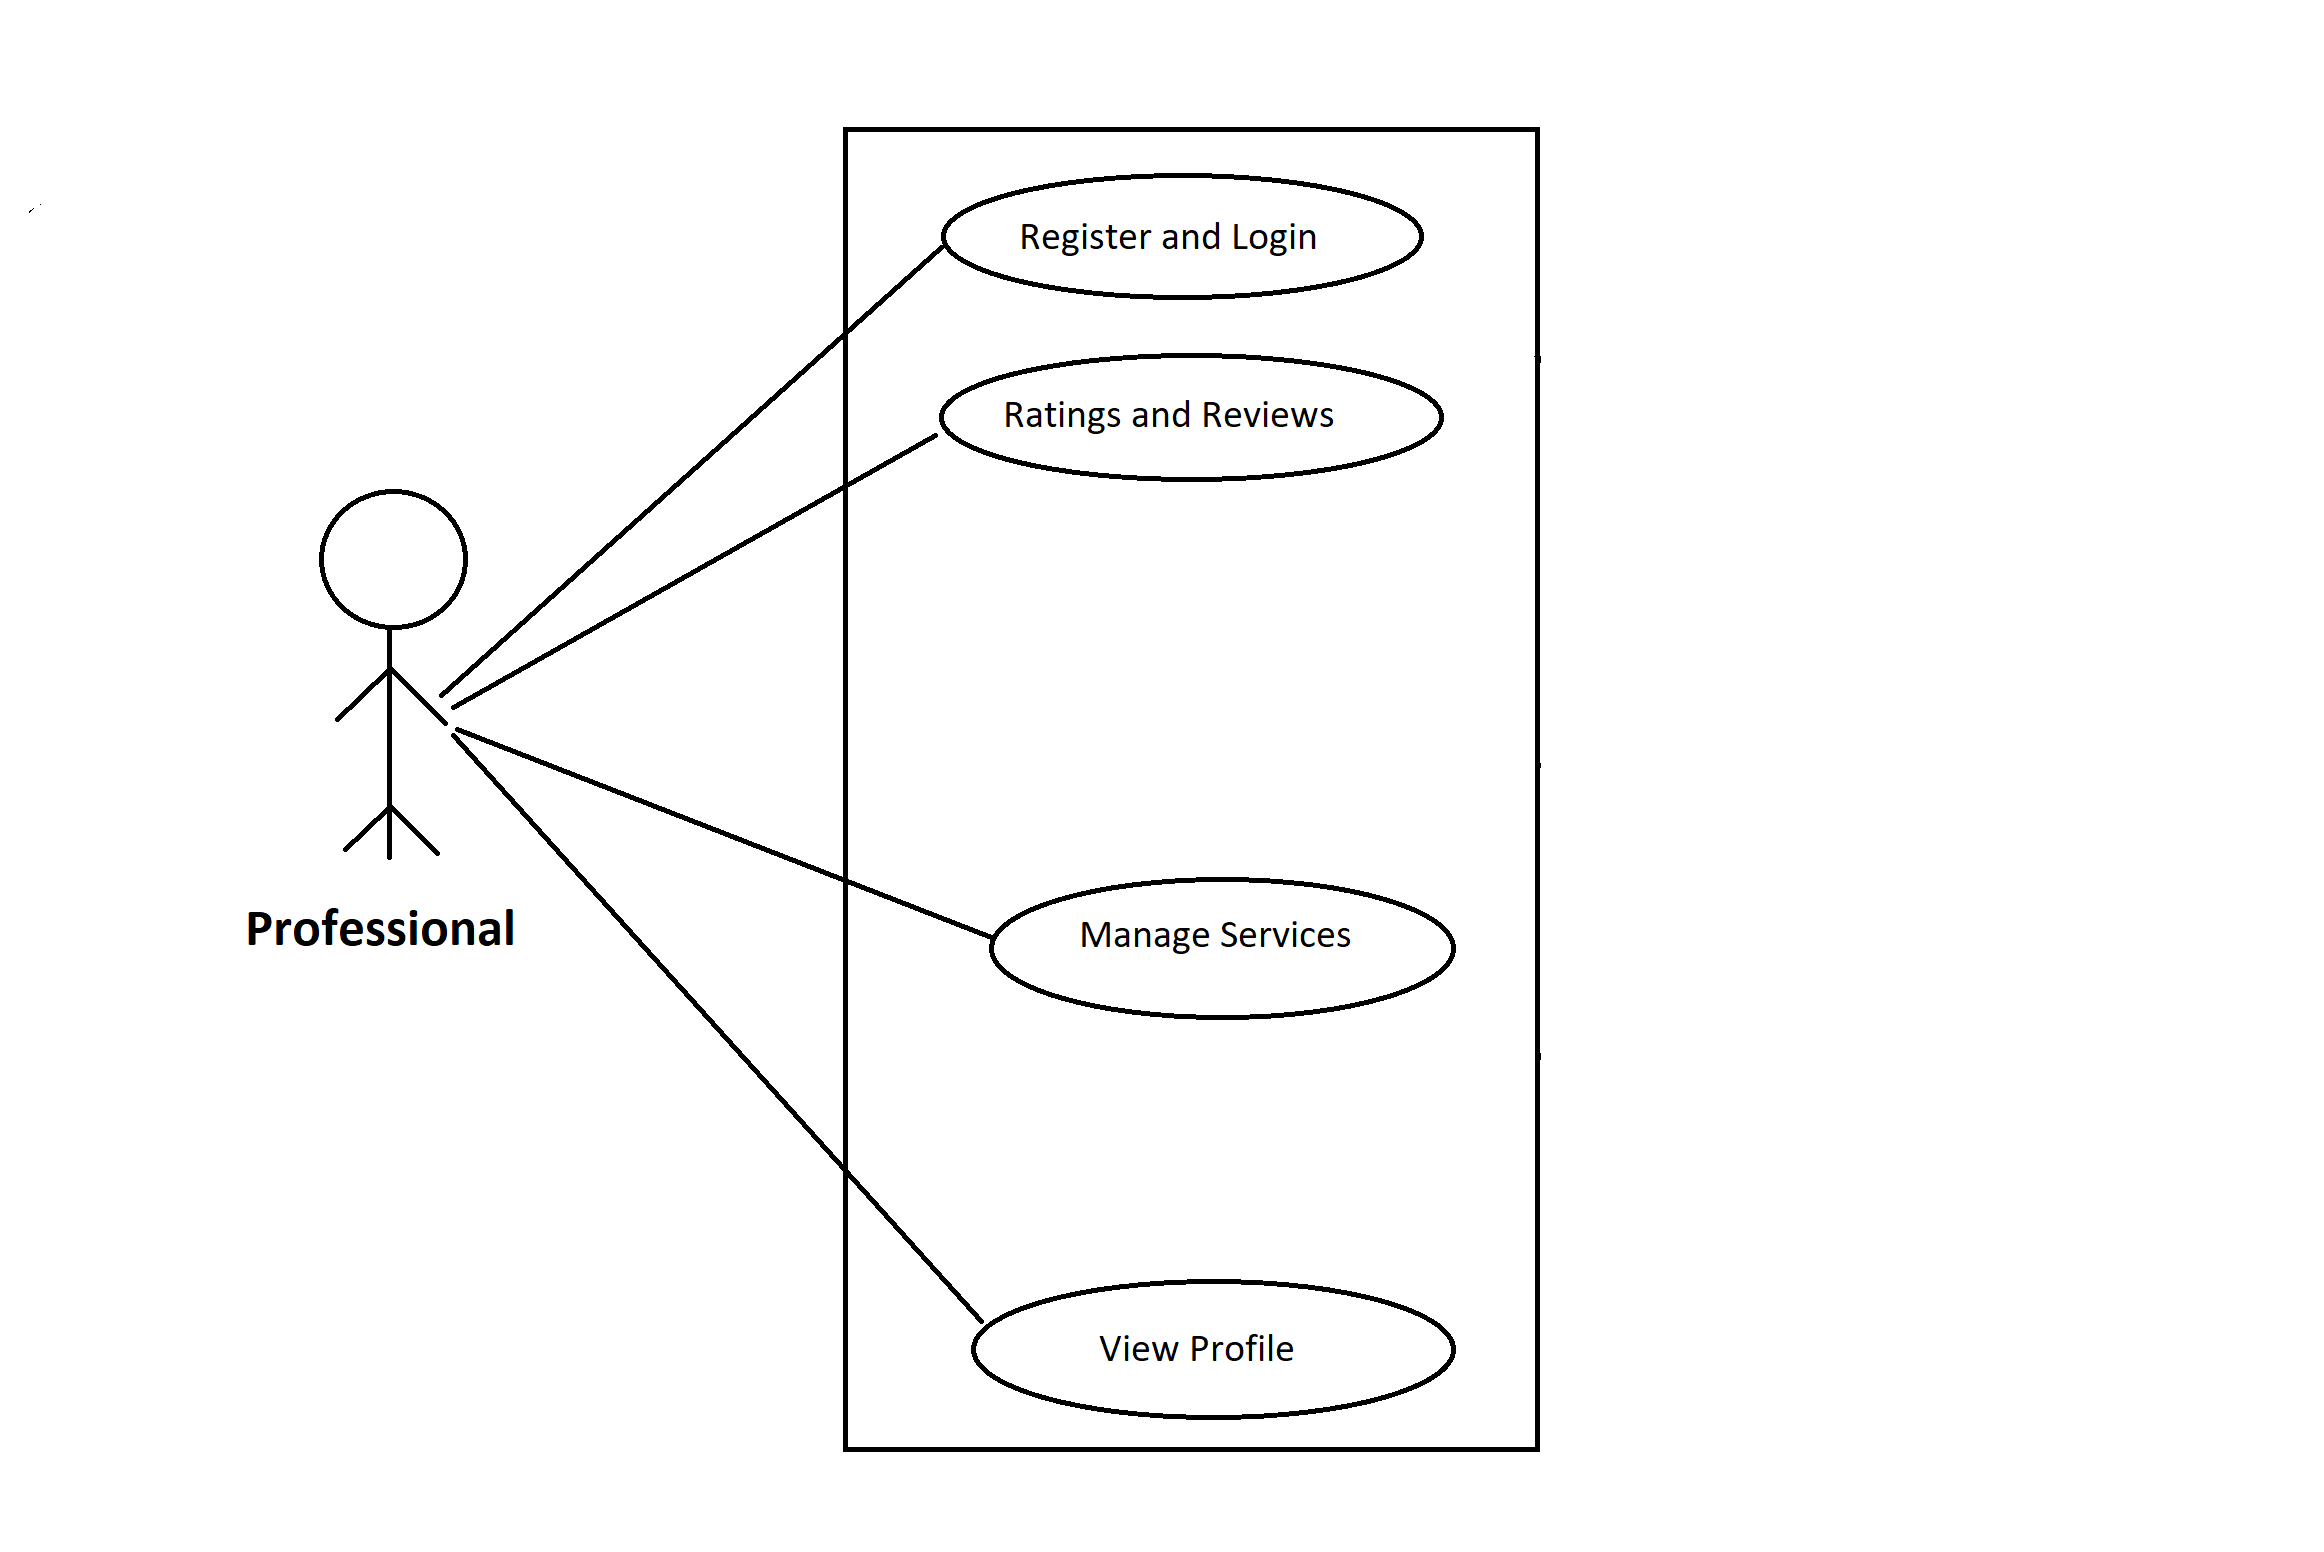 Register and Login
Ratings and Reviews
Professional
Manage Services
View Profile